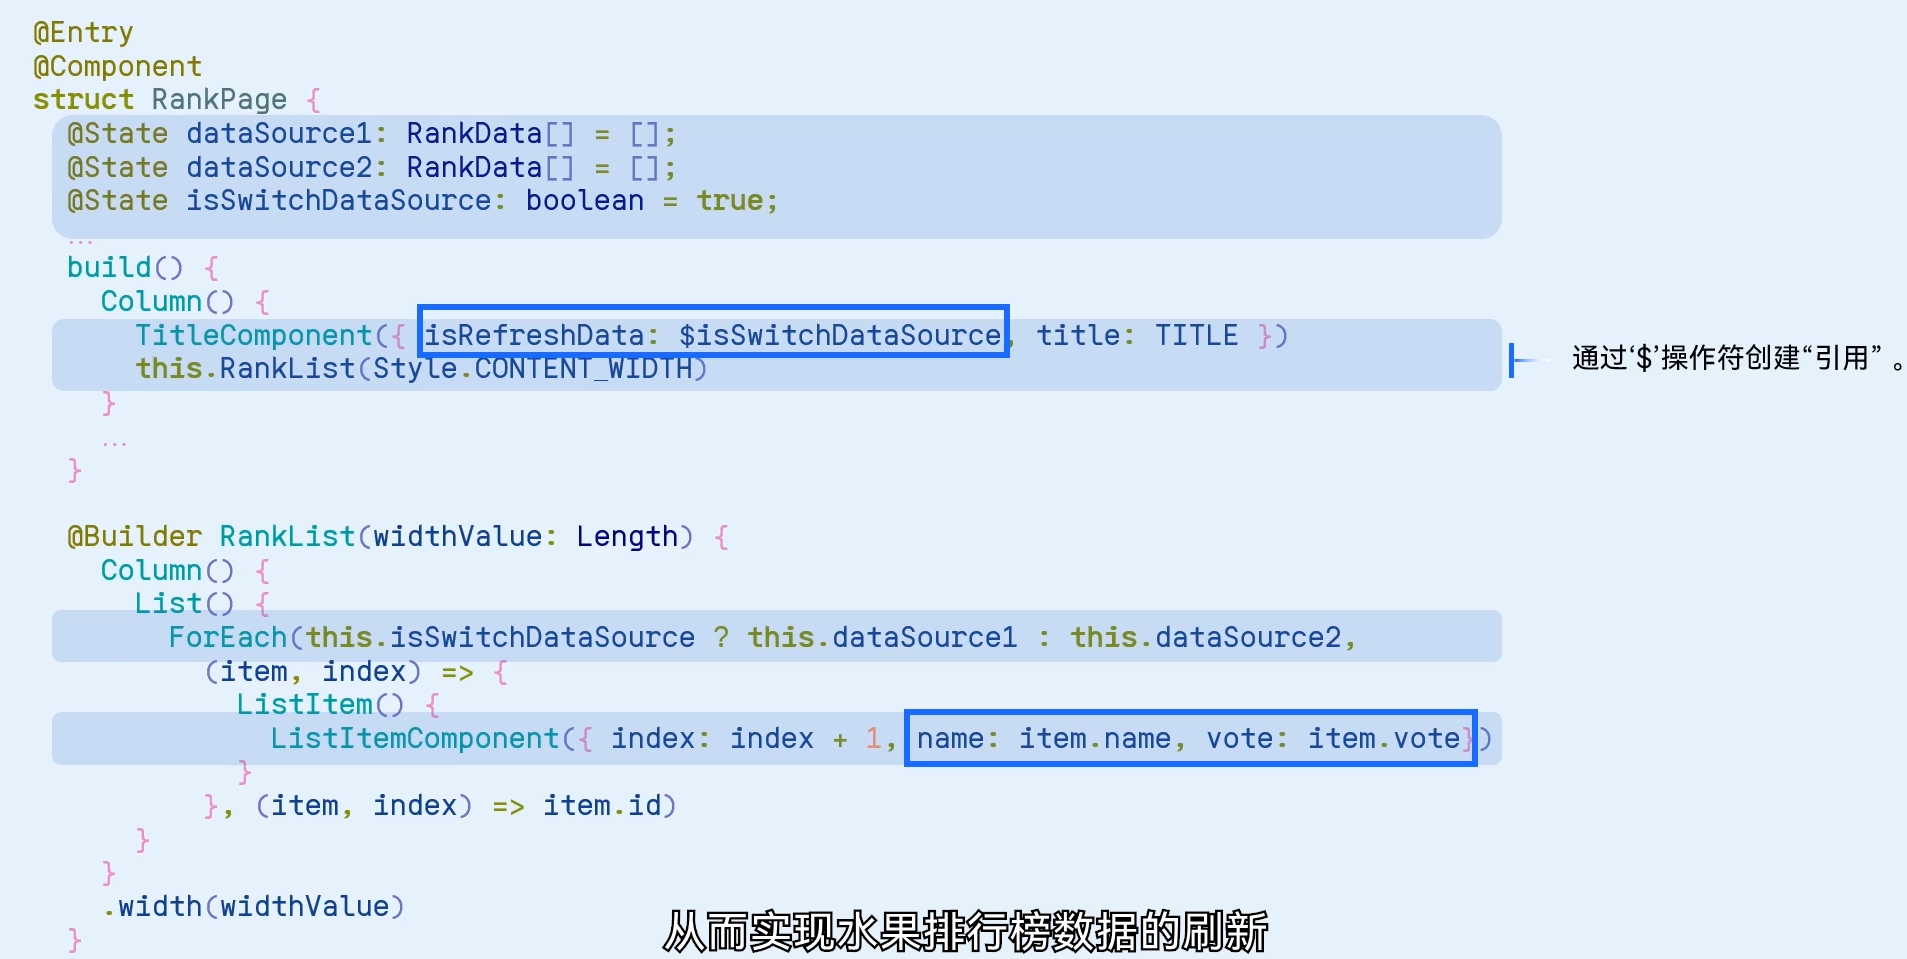 @Entry
@Component
struct RankPage {
@State dataSource1: RankData[] = [];
@State dataSource2: RankData[] = [];
@State isSwitchDataSource: boolean = true;
...
build() {
Column() {
TitleComponent({ isRefreshData: $isSwitchDataSource, title: TITLE })
this.RankList(Style.CONTENT_WIDTH)
通过‘$’操作符创建“引用”。
}
...
}
@Builder RankList(widthValue: Length) {
Column() {
List() {
ForEach(this.isSwitchDataSource ? this.dataSource1 : this.dataSource2,
(item, index) => {
ListItem() {
ListItemComponent({ index: index + 1, name: item.name, vote: item.vote})
}
}, (item, index) => item.id)
}
}
.width(widthValue)
}
从而实现水果排行榜数据的刷新